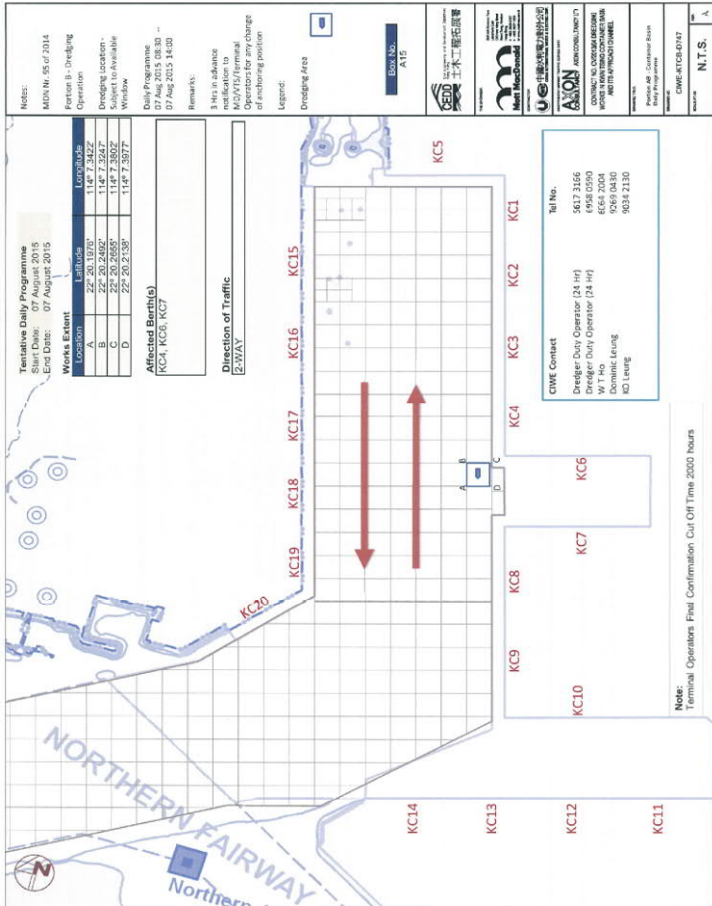 Tentative Daily Programme
Start Date: 07 August 2015
End Date: 07 August 2015
Works Extent
Location Latitude Longitude
A 22° 20.1976' 114° 7.3422'
B 22° 20.2492' 114° 7.3247'
C 22° 20.2665' 114° 7.3802'
D 22° 20.2138' 114° 7.3977'
Affected Berth(s)
KC4, KC6, KC7
Direction of Traffic
2-WAY
Notes:
MDN Nr. 95 of 2014
Portion B - Dredging
Operation
Dredging Location -
Subject to Available
Window
Daily Programme
07 Aug 2015 08:30 --
07 Aug 2015 14:00
Remarks:
3 Hrs in advance
notification to
MD/VTS/Terminal
Operators for any change
of anchoring position
Legend:
Dredging Area
Box No.
A15
CEDD
土木工程拓展署
Mott MacDonald
AXON
CONSULTANCY
Portion AB - Container Basin
Daily Programme
CIWE-KTCB-D747
N.T.S.
A
KC20
KC19
KC18
KC17
KC16
KC15
KC5
KC1
KC2
KC3
KC4
KC6
KC7
KC8
KC9
KC10
KC14
KC13
KC12
KC11
A
B
C
D
NORTHERN FAIRWAY
Northern
N
CIWE Contact Tel No.
Dredger Duty Operator (24 Hr) 5617 3166
Dredger Duty Operator (24 Hr) 6958 0590
W T Ho 6C64 2004
Dominic Leung 9269 0430
KO Leung 9034 2130
Note:
Terminal Operators Final Confirmation Cut Off Time 2000 hours